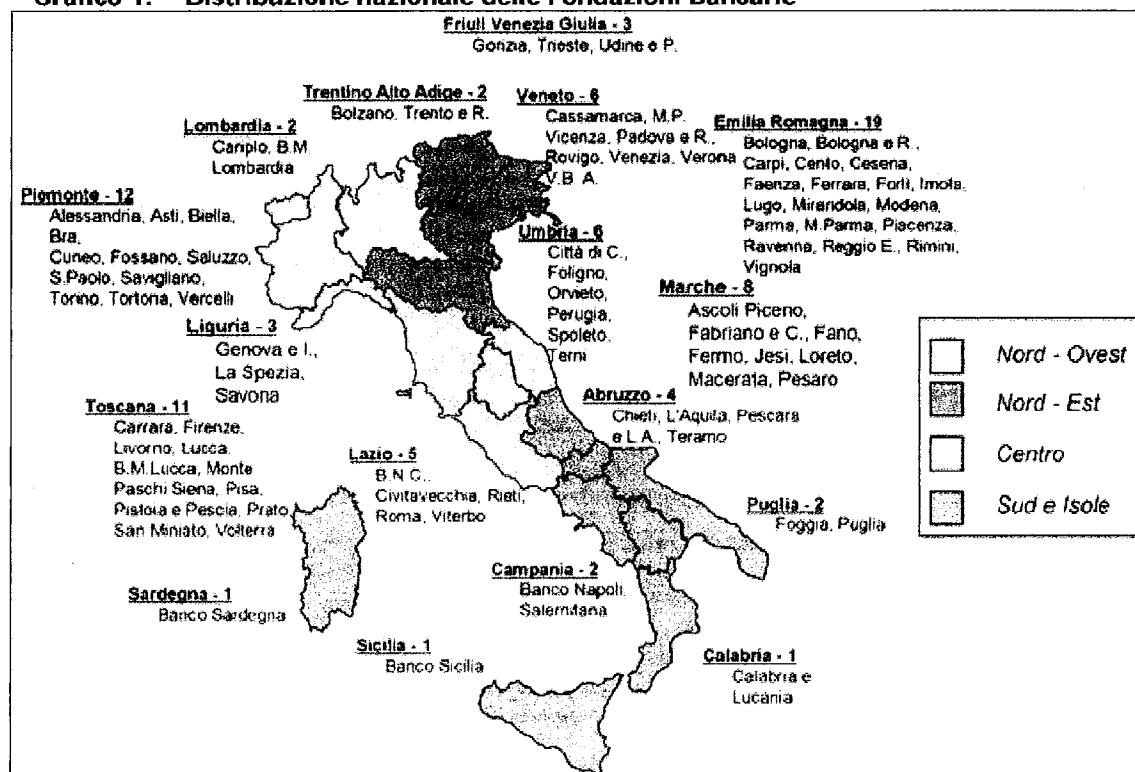 Grafico 1. Distribuzione nazionale delle Fondazioni Bancarie
Friuli Venezia Giulia - 3
Gorizia, Trieste, Udine e P.
Trentino Alto Adige - 2
Bolzano, Trento e R.
Veneto - 6
Cassamarca, M.P.
Vicenza, Padova e R.,
Rovigo, Venezia, Verona
V.B. A.
Emilia Romagna - 19
Bologna, Bologna e R.,
Carpi, Cento, Cesena,
Faenza, Ferrara, Forlì, Imola,
Lugo, Mirandola, Modena,
Parma, M.Parma, Piacenza,
Ravenna, Reggio E., Rimini,
Vignola
Lombardia - 2
Cariplo, B.M.
Lombardia
Piemonte - 12
Alessandria, Asti, Biella,
Bra,
Cuneo, Fossano, Saluzzo,
S.Paolo, Savigliano,
Torino, Tortona, Vercelli
Umbria - 6
Città di C.,
Foligno,
Orvieto,
Perugia,
Spoleto,
Terni
Marche - 8
Ascoli Piceno,
Fabriano e C., Fano,
Fermo, Jesi, Loreto,
Macerata, Pesaro
Liguria - 3
Genova e I.,
La Spezia,
Savona
Toscana - 11
Carrara, Firenze,
Livorno, Lucca,
B.M.Lucca, Monte
Paschi Siena, Pisa,
Pistoia e Pescia, Prato,
San Miniato, Volterra
Abruzzo - 4
Chieti, L'Aquila, Pescara
e L.A., Teramo
Lazio - 5
B.N.C.,
Civitavecchia, Rieti,
Roma, Viterbo
Puglia - 2
Foggia, Puglia
Campania - 2
Banco Napoli,
Salernitana
Sardegna - 1
Banco Sardegna
Sicilia - 1
Banco Sicilia
Calabria - 1
Calabria e
Lucania
Nord - Ovest
Nord - Est
Centro
Sud e Isole